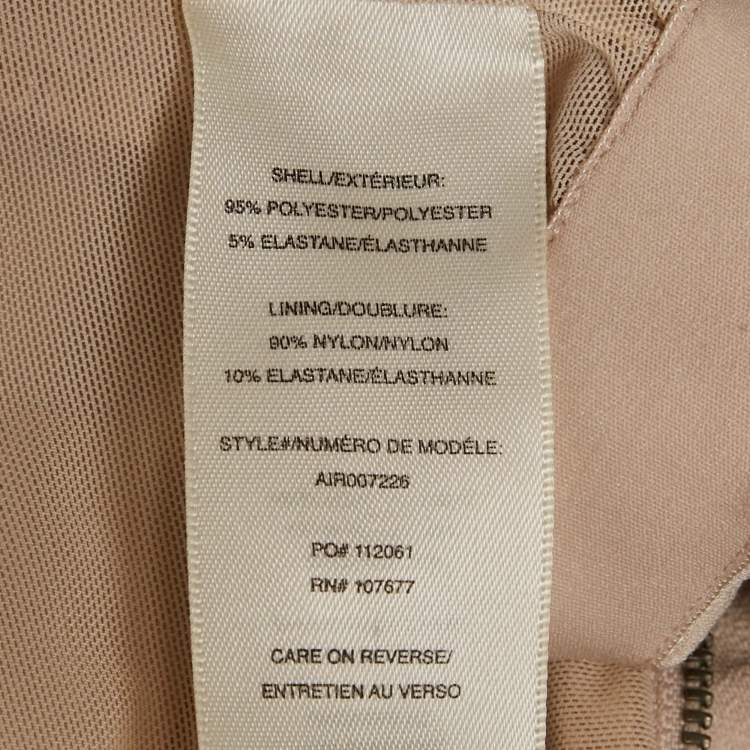 SHELL/EXTÉRIEUR:
95% POLYESTER/POLYESTER
5% ELASTANE/ÉLASTHANNE
LINING/DOUBLURE:
90% NYLON/NYLON
10% ELASTANE/ÉLASTHANNE
STYLE#/NUMÉRO DE MODÉLE:
AIR007226
PO# 112061
RN# 107677
CARE ON REVERSE/
ENTRETIEN AU VERSO